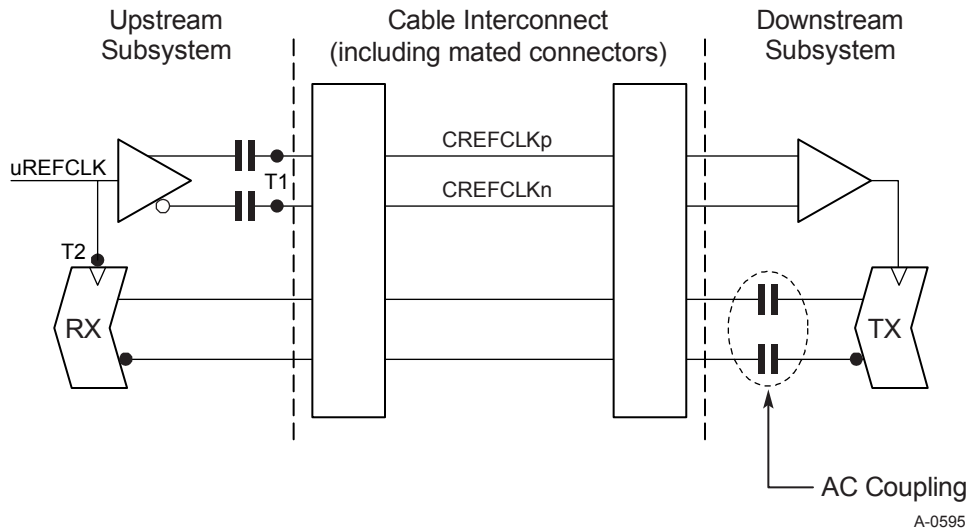 Upstream
Subsystem
Cable Interconnect
(including mated connectors)
Downstream
Subsystem
uREFCLK
T1
CREFCLKp
CREFCLKn
T2
RX
TX
AC Coupling
A-0595